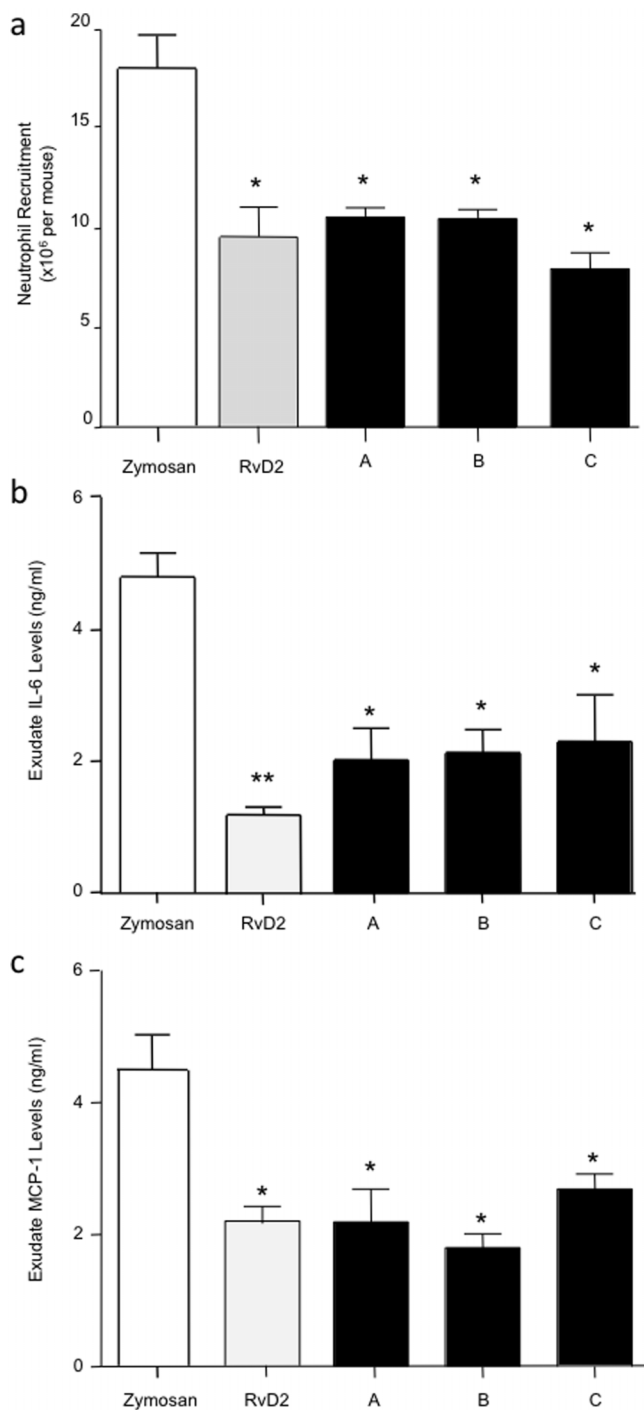 a
Neutrophil Recruitment
(x10⁶ per mouse)
20
15
10
5
0
*
*
*
*
Zymosan
RvD2
A
B
C
b
Exudate IL-6 Levels (ng/ml)
6
4
2
0
**
*
*
*
Zymosan
RvD2
A
B
C
c
Exudate MCP-1 Levels (ng/ml)
6
4
2
0
*
*
*
*
Zymosan
RvD2
A
B
C